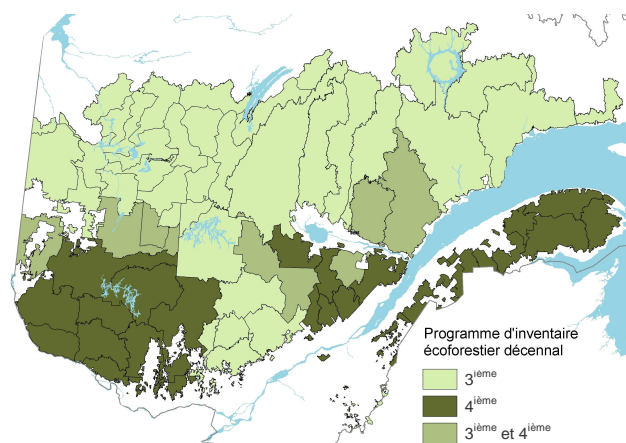 Programme d'inventaire
écoforestier décennal
3ième
4ième
3ième et 4ième